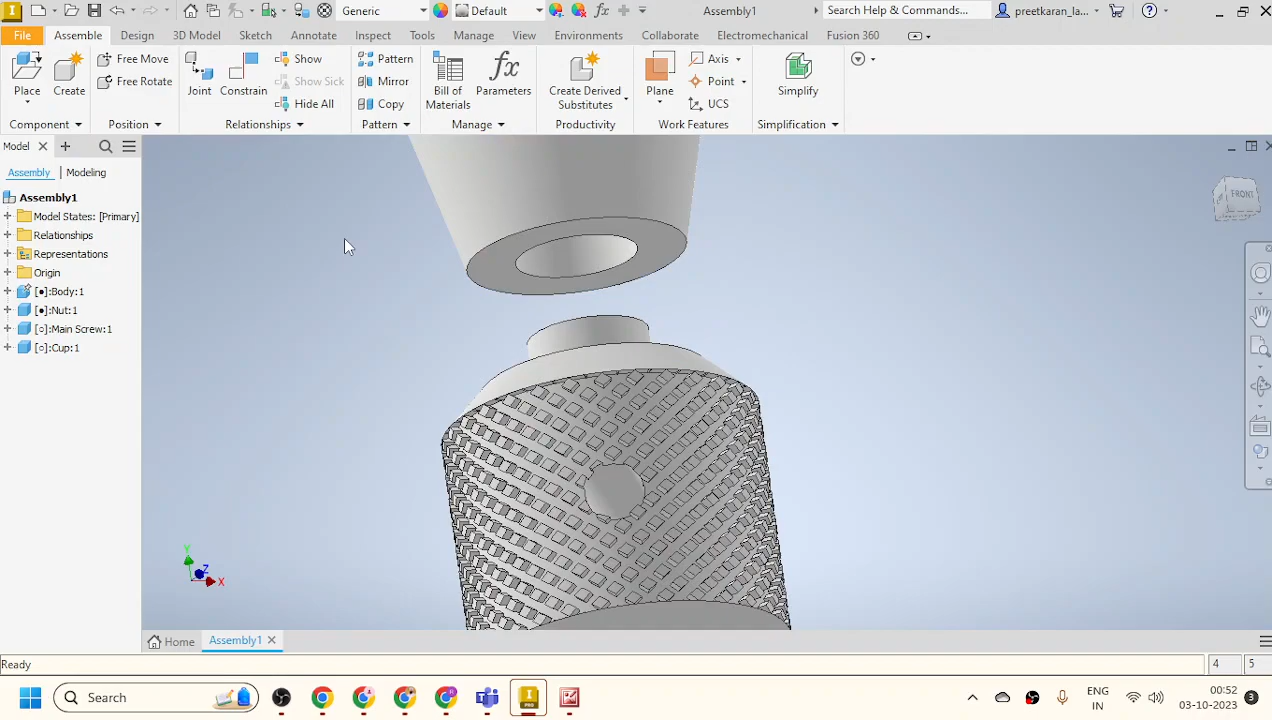 Generic
Default
Assembly1
Search Help & Commands...
preetkaran_la...
File
Assemble
Design
3D Model
Sketch
Annotate
Inspect
Tools
Manage
View
Environments
Collaborate
Electromechanical
Fusion 360
Place
Create
Free Move
Free Rotate
Joint
Constrain
Show
Show Sick
Hide All
Pattern
Mirror
Copy
Bill of
Materials
Parameters
Create Derived
Substitutes
Plane
Axis
Point
UCS
Simplify
Component
Position
Relationships
Pattern
Manage
Productivity
Work Features
Simplification
Model
Assembly
Modeling
Assembly1
Model States: [Primary]
Relationships
Representations
Origin
[●]:Body:1
[●]:Nut:1
[○]:Main Screw:1
[○]:Cup:1
FRONT
Y
Z
X
Home
Assembly1
Ready
4
5
Search
PRO
ENG
IN
00:52
03-10-2023
3